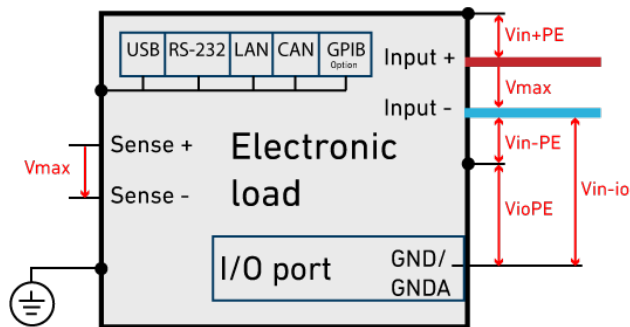 Vin+PE
USB RS-232 LAN CAN GPIB
Option
Input +
Vmax
Input -
Sense +
Electronic
load
Vin-PE
Vmax
Vin-io
Sense -
VioPE
I/O port
GND/
GNDA